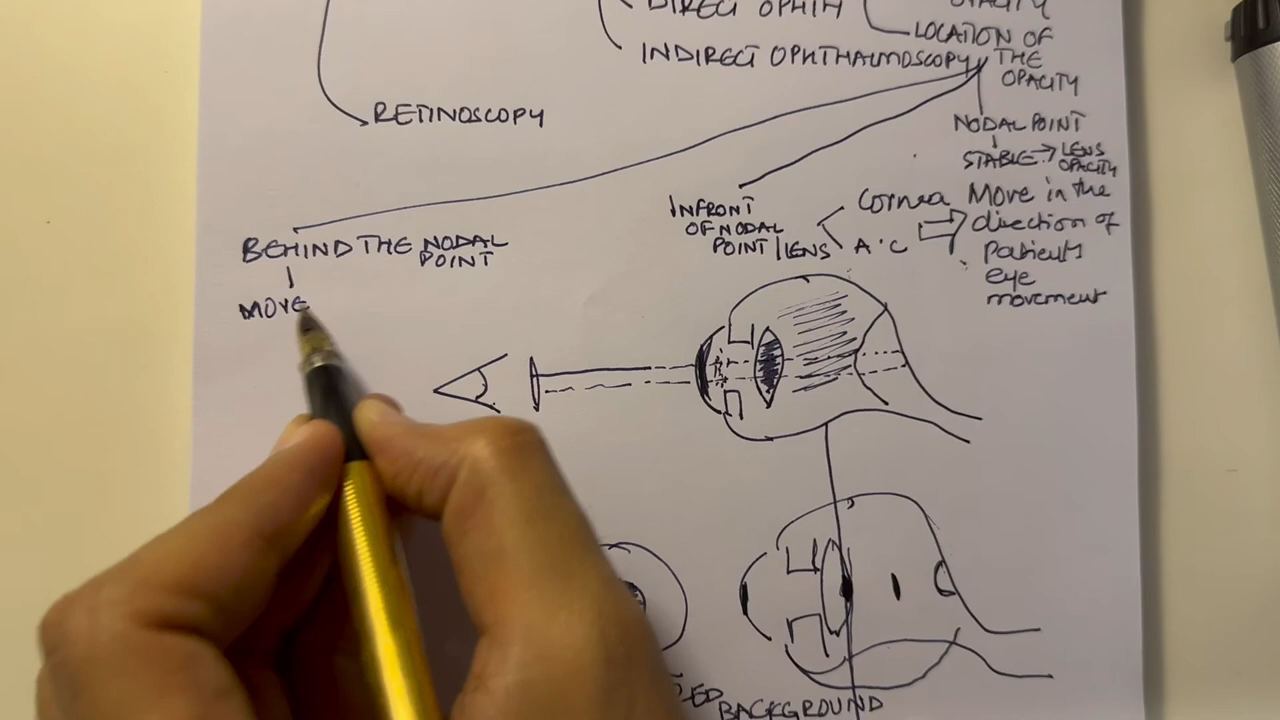 DIRECT OPHTH
OPACITY
LOCATION OF
THE
OPACITY
INDIRECT OPHTHALMOSCOPY
RETINOSCOPY
NODAL POINT
STABLE → LENS
OPACITY
INFRONT
OF NODAL
POINT / LENS
Cornea
A.C
Move in the
direction of
patients
eye
movement
BEHIND THE NODAL
POINT
MOVE
BACKGROUND